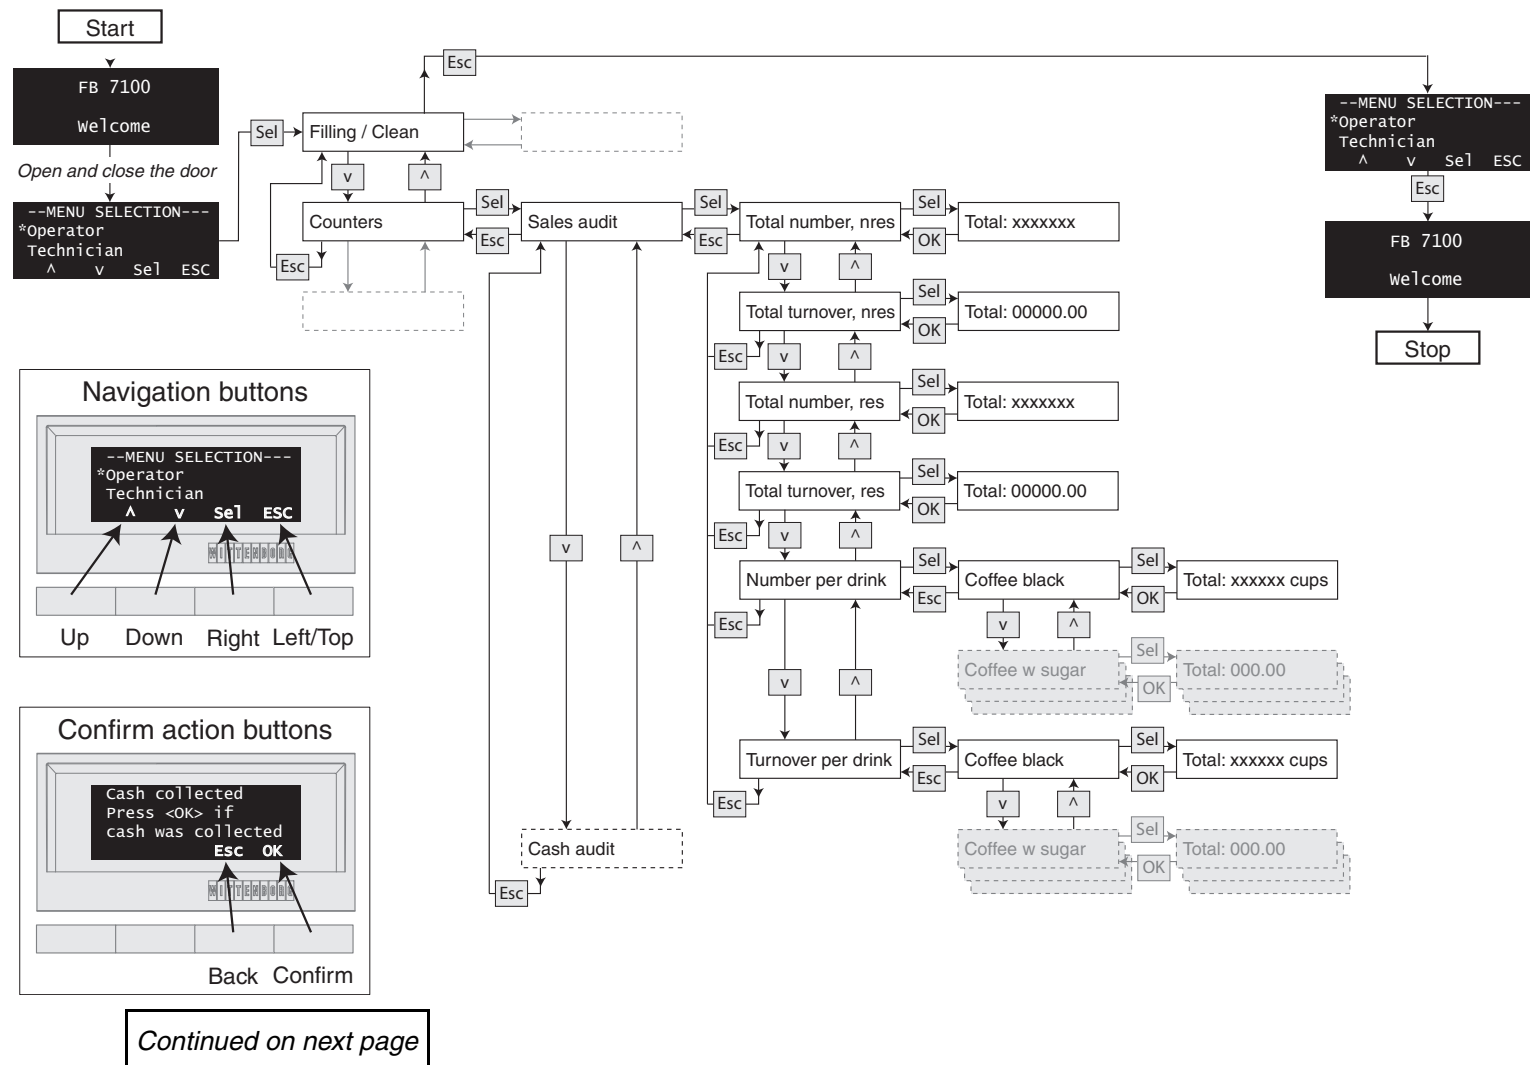 Start
FB 7100
Welcome
Open and close the door
--MENU SELECTION---
*Operator
Technician
^ v Sel ESC
Sel
Filling / Clean
Esc
v
^
Counters
Esc
Sel
Esc
Sales audit
v
^
Cash audit
Esc
Sel
Esc
Total number, nres
Sel
OK
Total: xxxxxxx
v
^
Total turnover, nres
Sel
OK
Total: 00000.00
Esc
v
^
Total number, res
Sel
OK
Total: xxxxxxx
Esc
v
^
Total turnover, res
Sel
OK
Total: 00000.00
Esc
v
^
Number per drink
Sel
Esc
Coffee black
Sel
OK
Total: xxxxxx cups
Esc
v
^
Coffee w sugar
Sel
OK
Total: 000.00
v
^
Turnover per drink
Sel
Esc
Coffee black
Sel
OK
Total: xxxxxx cups
Esc
v
^
Coffee w sugar
Sel
OK
Total: 000.00
--MENU SELECTION---
*Operator
Technician
^ v Sel ESC
Esc
FB 7100
Welcome
Stop
Navigation buttons
--MENU SELECTION---
*Operator
Technician
^ v Sel ESC
Up Down Right Left/Top
Confirm action buttons
Cash collected
Press <OK> if
cash was collected
Esc OK
Back Confirm
Continued on next page